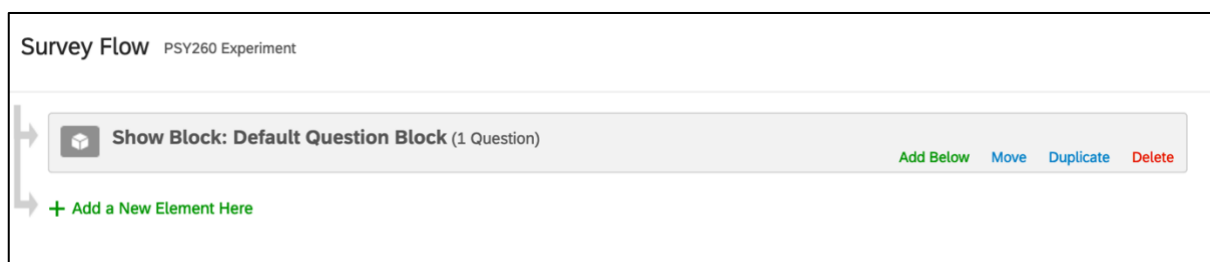 Survey Flow PSY260 Experiment
Show Block: Default Question Block (1 Question)
Add Below Move Duplicate Delete
+ Add a New Element Here